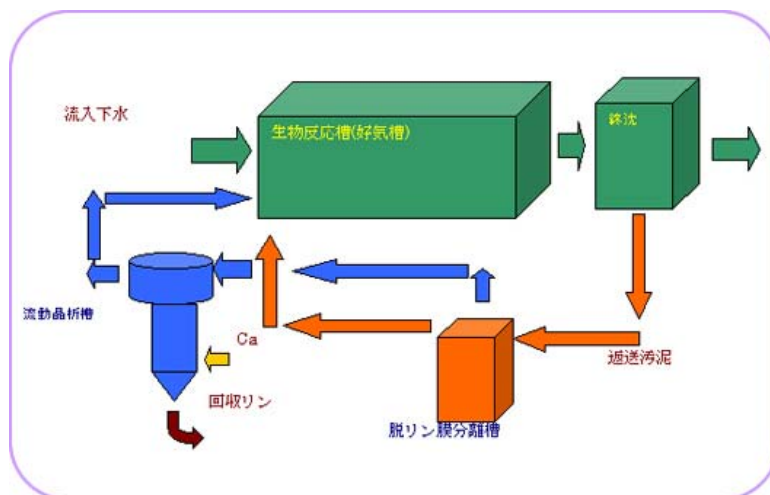 流入下水
生物反応槽(好気槽)
終沈
流動晶析槽
Ca
返送汚泥
回収リン
脱リン膜分離槽